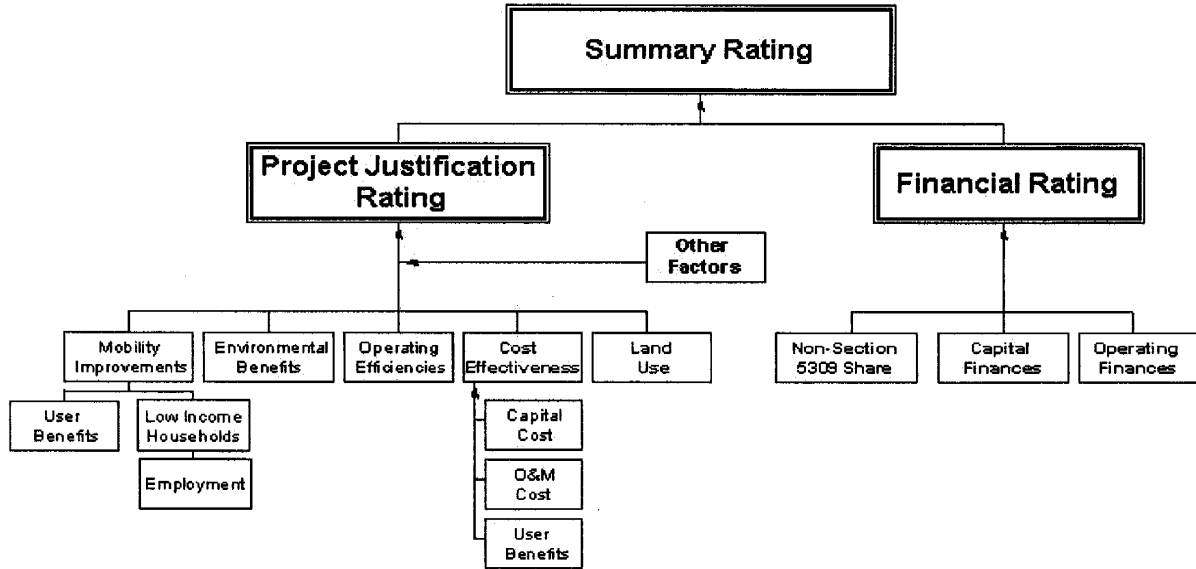 Summary Rating
Project Justification
Rating
Financial Rating
Other
Factors
Mobility
Improvements
Environmental
Benefits
Operating
Efficiencies
Cost
Effectiveness
Land
Use
Non-Section
5309 Share
Capital
Finances
Operating
Finances
User
Benefits
Low Income
Households
Employment
Capital
Cost
O&M
Cost
User
Benefits